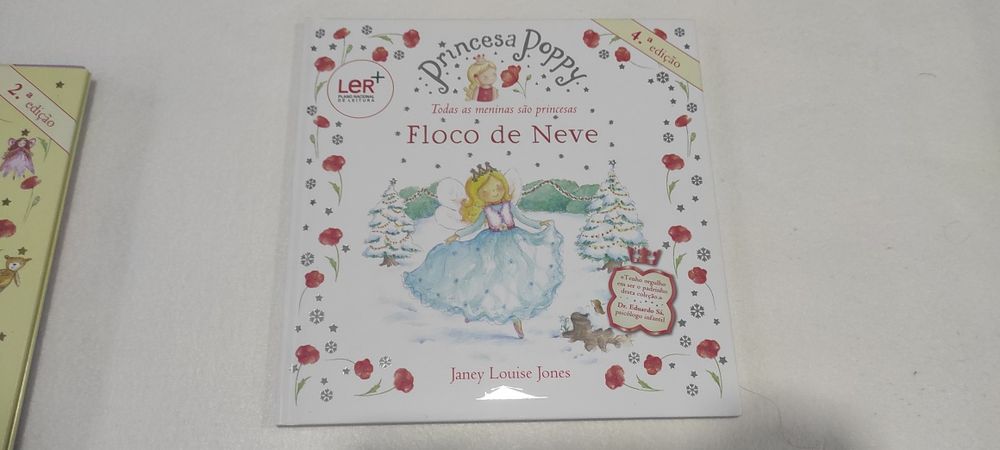 2.ª edição
Princesa Poppy
4.ª edição
LeR+
PLANO NACIONAL
DE LEITURA
Todas as meninas são princesas
Floco de Neve
«Tenho orgulho
em ser o padrinho
desta coleção.»
Dr. Eduardo Sá,
psicólogo infantil
Janey Louise Jones